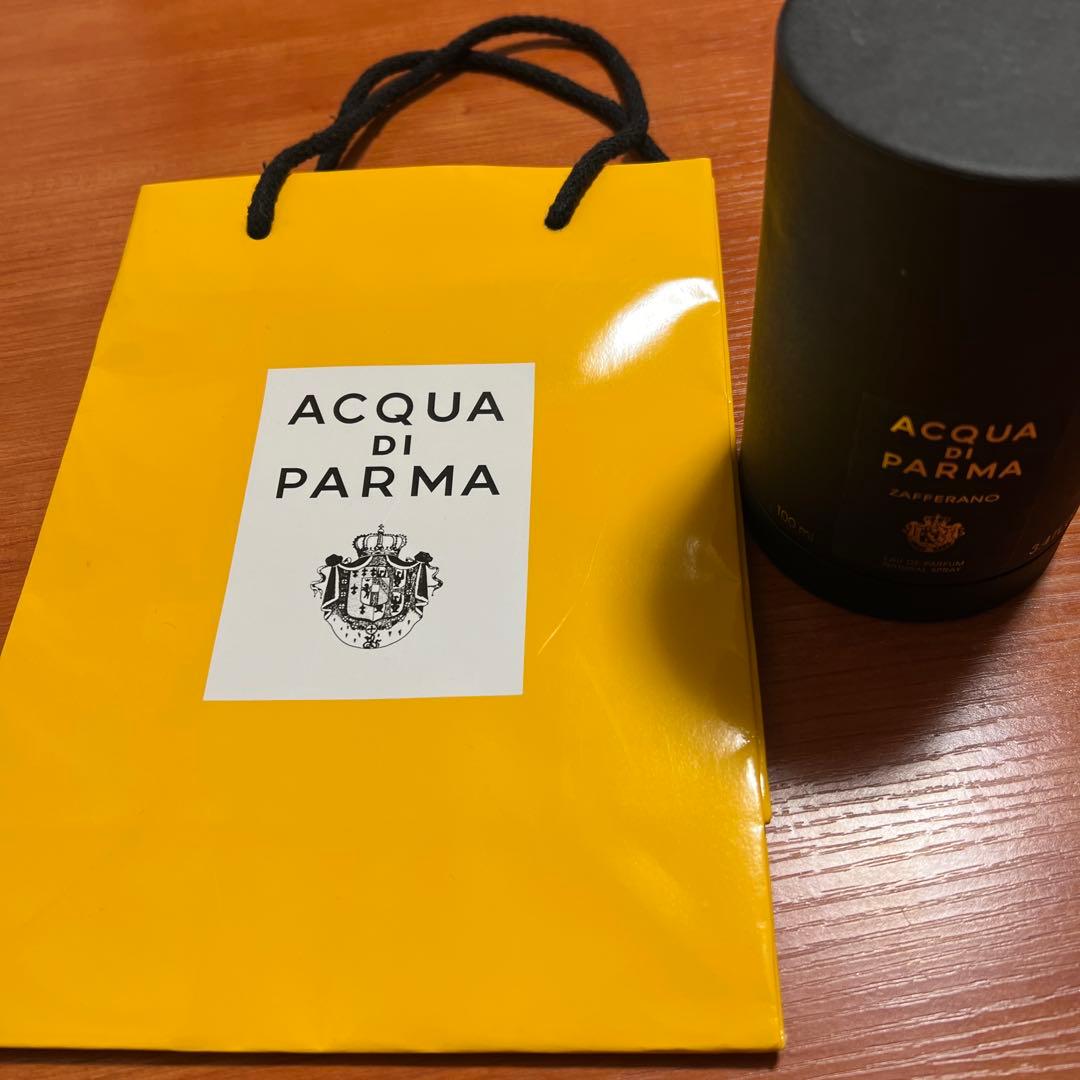 ACQUA
DI
PARMA
ACQUA
DI
PARMA
ZAFFERANO
100 ml
EAU DE PARFUM
NATURAL SPRAY